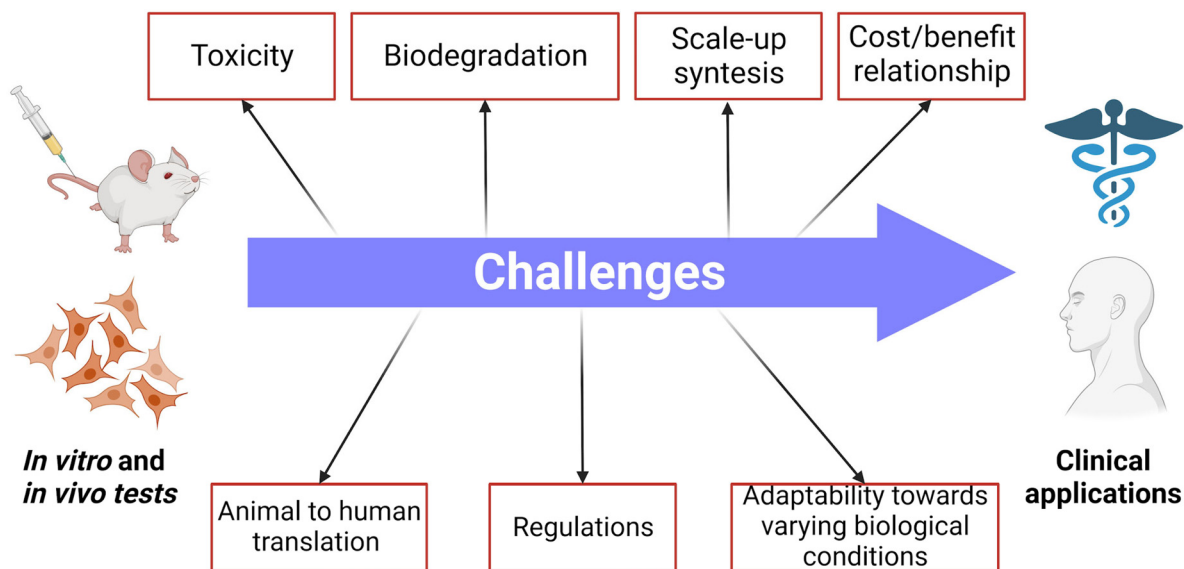 Toxicity
Biodegradation
Scale-up
syntesis
Cost/benefit
relationship
Challenges
In vitro and
in vivo tests
Clinical
applications
Animal to human
translation
Regulations
Adaptability towards
varying biological
conditions